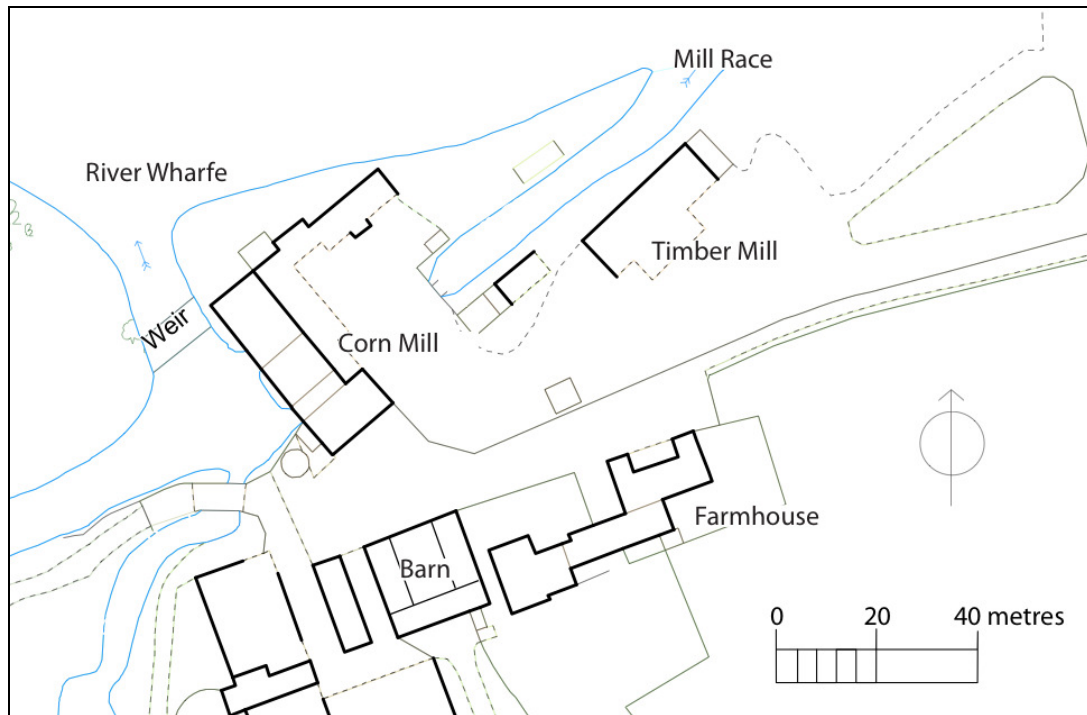 Mill Race
River Wharfe
Timber Mill
Weir
Corn Mill
Farmhouse
Barn
0 20 40 metres